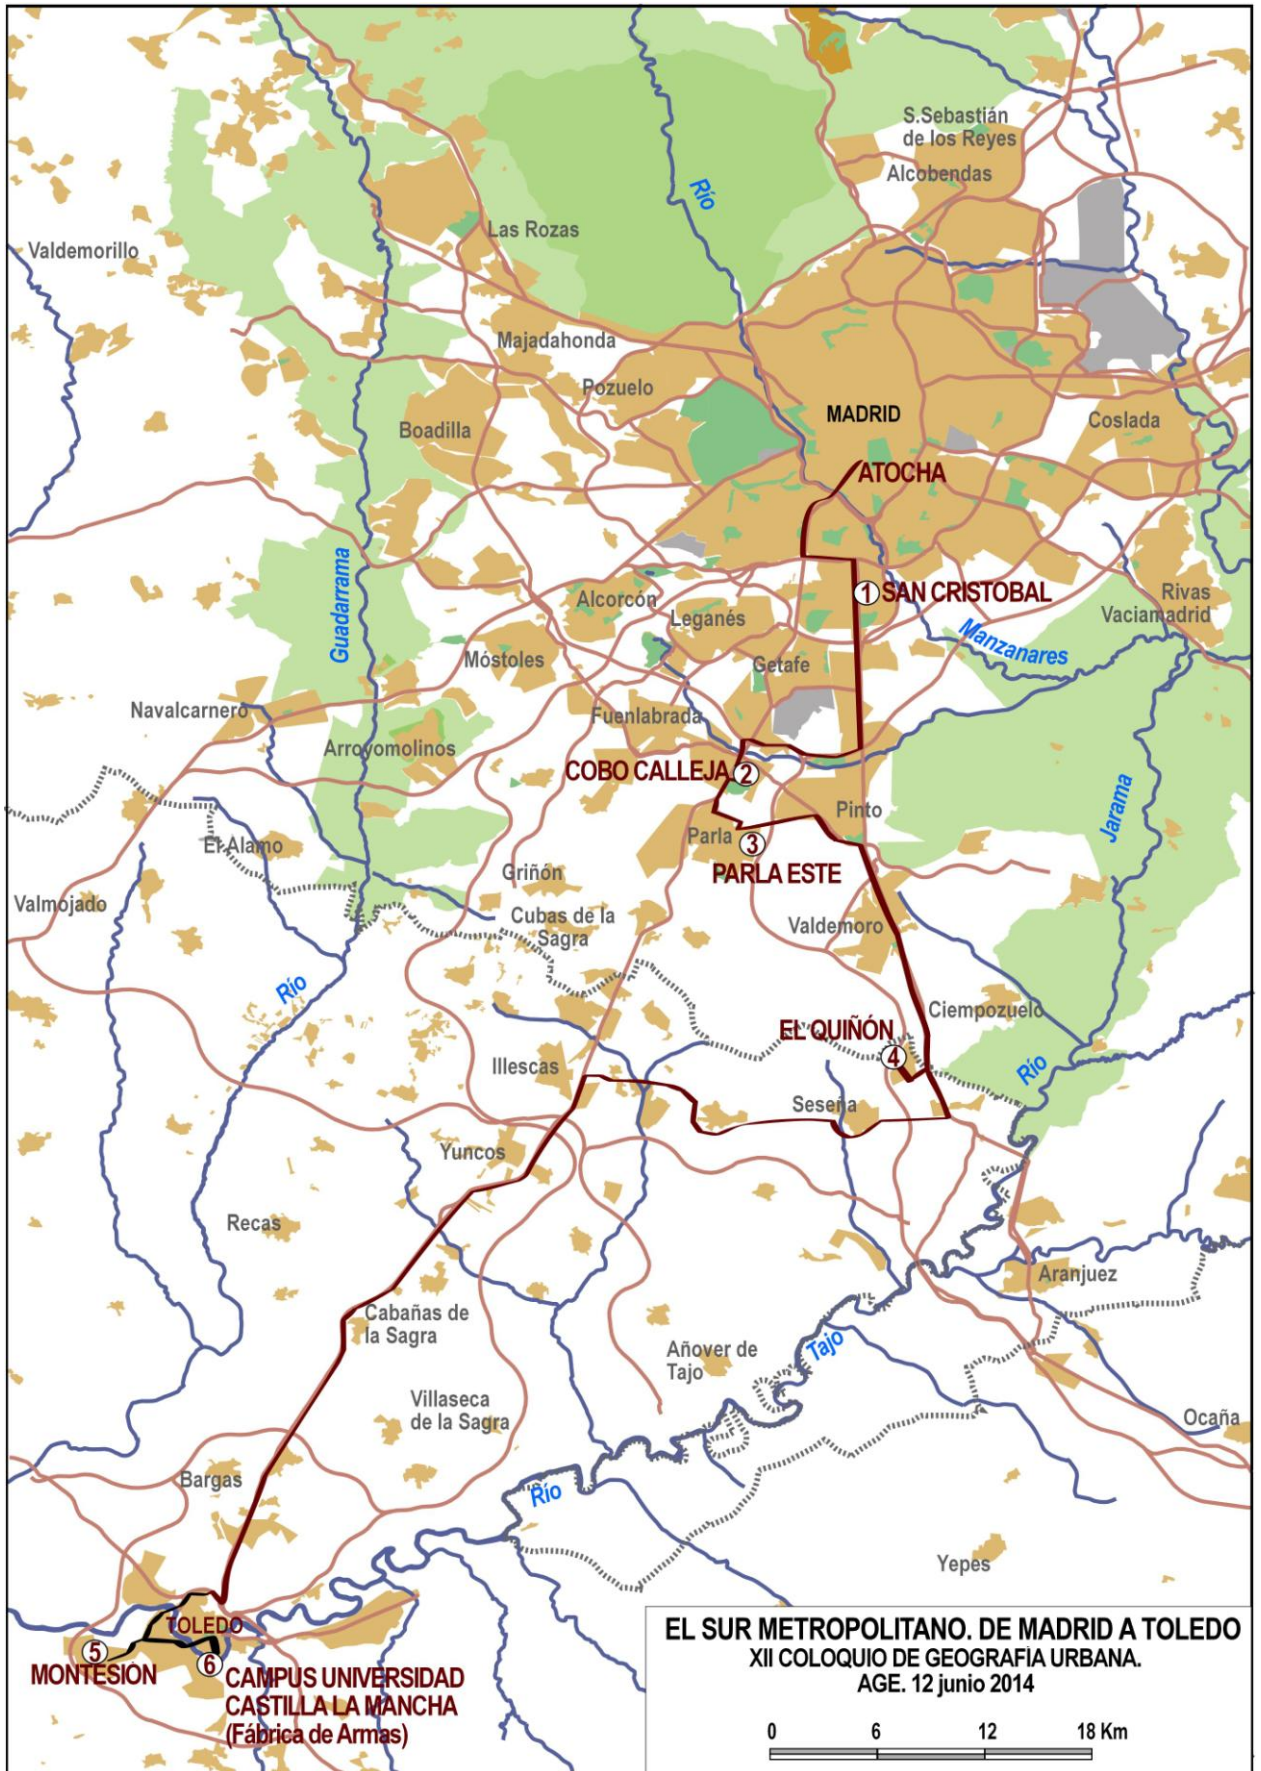 S.Sebastián
de los Reyes
Alcobendas
Río
Las Rozas
Valdemorillo
Majadahonda
Pozuelo
MADRID
Coslada
Boadilla
ATOCHA
Guadarrama
Alcorcón
1 SAN CRISTOBAL
Rivas
Vaciamadrid
Leganés
Manzanares
Móstoles
Getafe
Navalcarnero
Fuenlabrada
Arroyomolinos
COBO CALLEJA 2
Jarama
Pinto
El Alamo
Parla
3
PARLA ESTE
Griñón
Valmojado
Cubas de la
Sagra
Valdemoro
Río
Ciempozuelo
EL QUIÑÓN
4
Illescas
Río
Seseña
Yuncos
Recas
Aranjuez
Cabañas de
la Sagra
Añover de
Tajo
Tajo
Villaseca
de la Sagra
Ocaña
Bargas
Río
Yepes
TOLEDO
5
MONTESIÓN
6 CAMPUS UNIVERSIDAD
CASTILLA LA MANCHA
(Fábrica de Armas)
EL SUR METROPOLITANO. DE MADRID A TOLEDO
XII COLOQUIO DE GEOGRAFÍA URBANA.
AGE. 12 junio 2014
0 6 12 18 Km